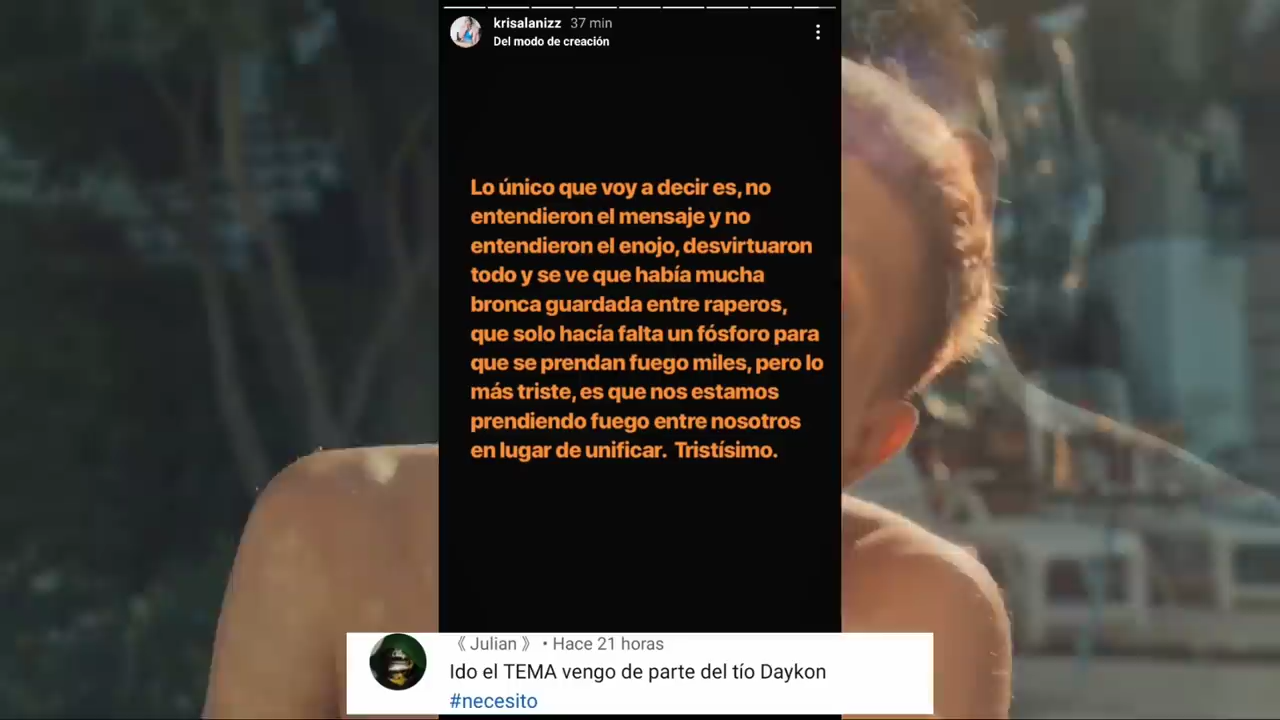 krisalanizz 37 min
Del modo de creación
Lo único que voy a decir es, no
entendieron el mensaje y no
entendieron el enojo, desvirtuaron
todo y se ve que había mucha
bronca guardada entre raperos,
que solo hacía falta un fósforo para
que se prendan fuego miles, pero lo
más triste, es que nos estamos
prendiendo fuego entre nosotros
en lugar de unificar. Tristísimo.
《 Julian 》 • Hace 21 horas
Ido el TEMA vengo de parte del tío Daykon
#necesito